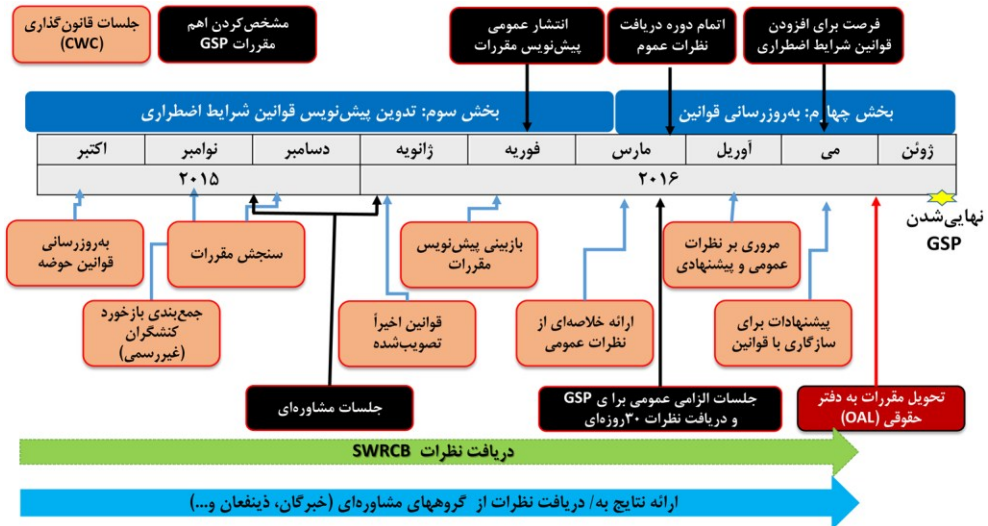 جلسات قانون‌گذاری
(CWC)
مشخص‌کردن اهم
مقررات GSP
انتشار عمومی
پیش‌نویس مقررات
اتمام دوره دریافت
نظرات عموم
فرصت برای افزودن
قوانین شرایط اضطراری
بخش سوم: تدوین پیش‌نویس قوانین شرایط اضطراری
بخش چهارم: به‌روزرسانی قوانین
اکتبر
نوامبر
دسامبر
ژانویه
فوریه
مارس
آوریل
می
ژوئن
۲۰۱۵
۲۰۱۶
نهایی‌شدن
GSP
به‌روزرسانی
قوانین حوضه
سنجش مقررات
بازبینی پیش‌نویس
مقررات
مروری بر نظرات
عمومی و پیشنهادی
جمع‌بندی بازخورد
کنشگران
(غیررسمی)
قوانین اخیراً
تصویب‌شده
ارائه خلاصه‌ای از
نظرات عمومی
پیشنهادات برای
سازگاری با قوانین
جلسات مشاوره‌ای
جلسات الزامی عمومی برا ی GSP
و دریافت نظرات ۳۰روزه‌ای
تحویل مقررات به دفتر
حقوقی (OAL)
دریافت نظرات SWRCB
ارائه نتایج به/ دریافت نظرات از گروههای مشاوره‌ای (خبرگان، ذینفعان و...)